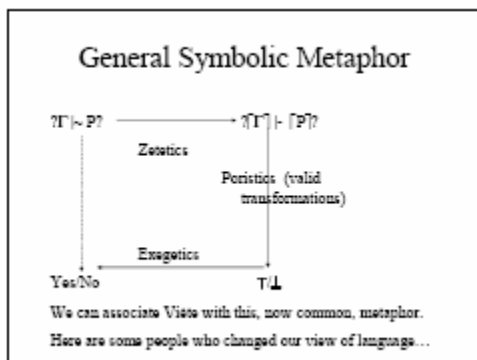 General Symbolic Metaphor
?Γ |~ P? ?⌈Γ⌉ |- ⌈P⌉?
Zetetics
Poristics (valid
transformations)
Exegetics
Yes/No ⊤/⊥
We can associate Viète with this, now common, metaphor.
Here are some people who changed our view of language…